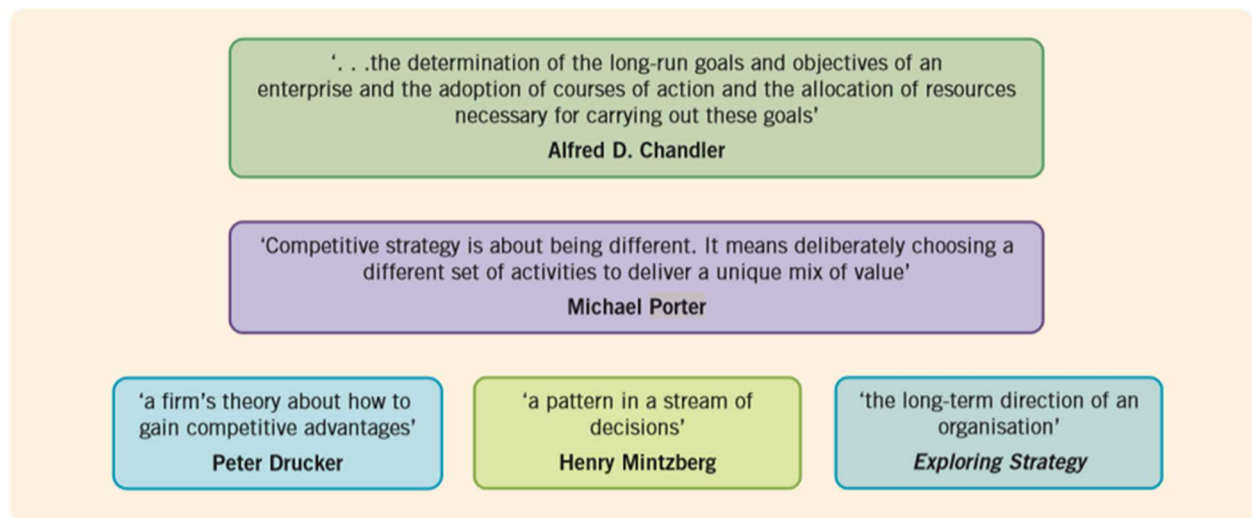 ‘. . .the determination of the long-run goals and objectives of an
enterprise and the adoption of courses of action and the allocation of resources
necessary for carrying out these goals’
Alfred D. Chandler
‘Competitive strategy is about being different. It means deliberately choosing a
different set of activities to deliver a unique mix of value’
Michael Porter
‘a firm’s theory about how to
gain competitive advantages’
Peter Drucker
‘a pattern in a stream of
decisions’
Henry Mintzberg
‘the long-term direction of an
organisation’
Exploring Strategy